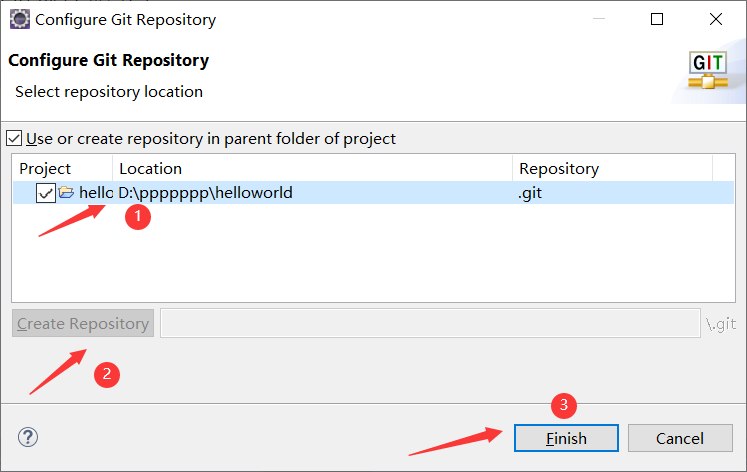 Configure Git Repository
Configure Git Repository
GIT
Select repository location
Use or create repository in parent folder of project
Project Location Repository
hello D:\ppppppp\helloworld .git
1
Create Repository \.git
2
3
? Finish Cancel